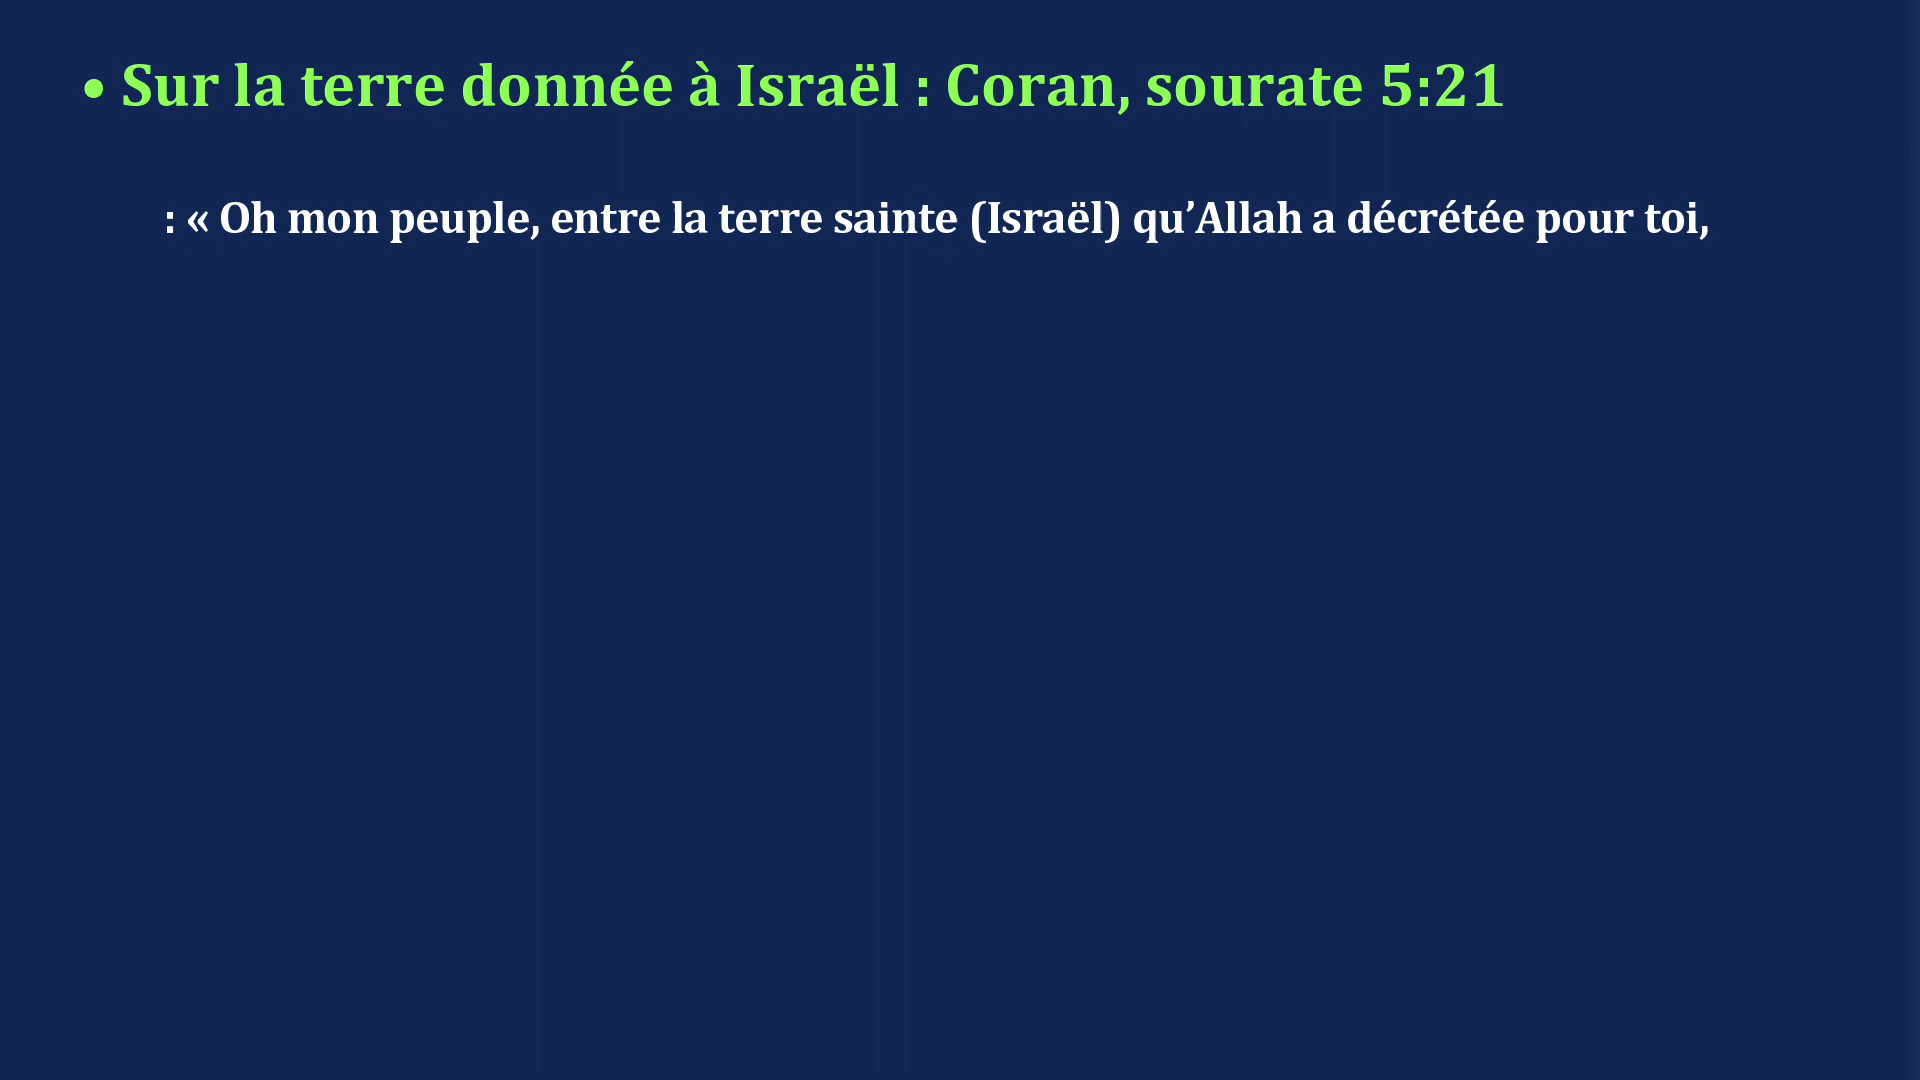 • Sur la terre donnée à Israël : Coran, sourate 5:21
: « Oh mon peuple, entre la terre sainte (Israël) qu’Allah a décrétée pour toi,